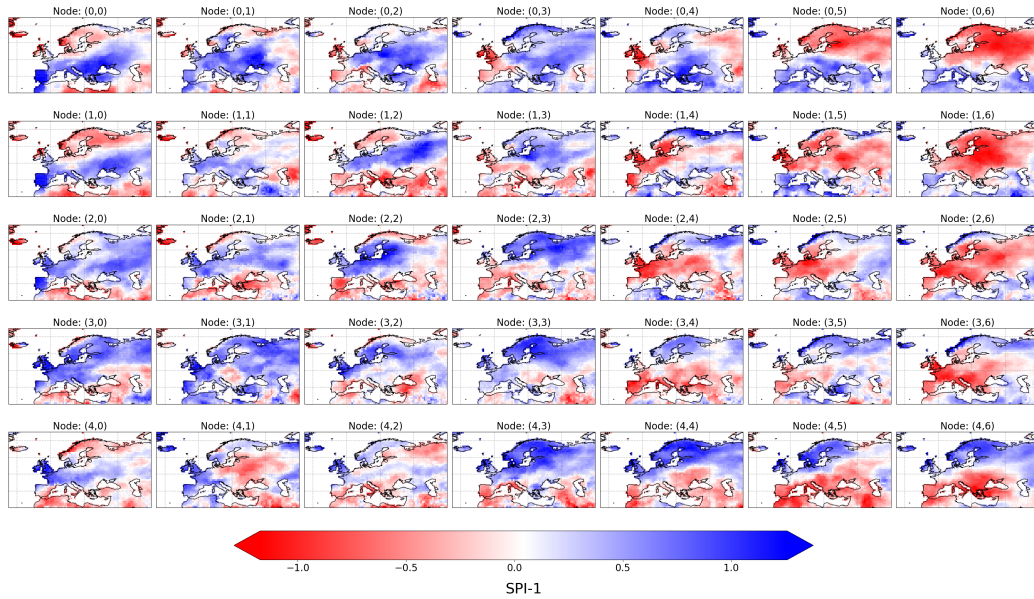 Node: (0,0) Node: (0,1) Node: (0,2) Node: (0,3) Node: (0,4) Node: (0,5) Node: (0,6)
Node: (1,0) Node: (1,1) Node: (1,2) Node: (1,3) Node: (1,4) Node: (1,5) Node: (1,6)
Node: (2,0) Node: (2,1) Node: (2,2) Node: (2,3) Node: (2,4) Node: (2,5) Node: (2,6)
Node: (3,0) Node: (3,1) Node: (3,2) Node: (3,3) Node: (3,4) Node: (3,5) Node: (3,6)
Node: (4,0) Node: (4,1) Node: (4,2) Node: (4,3) Node: (4,4) Node: (4,5) Node: (4,6)
−1.0 −0.5 0.0 0.5 1.0
SPI-1